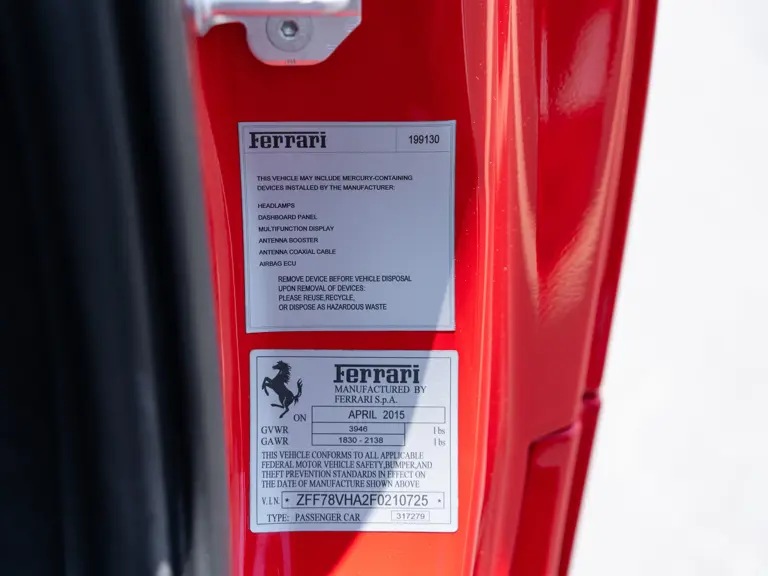 Ferrari 199130
THIS VEHICLE MAY INCLUDE MERCURY-CONTAINING
DEVICES INSTALLED BY THE MANUFACTURER:
HEADLAMPS
DASHBOARD PANEL
MULTIFUNCTION DISPLAY
ANTENNA BOOSTER
ANTENNA COAXIAL CABLE
AIRBAG ECU
REMOVE DEVICE BEFORE VEHICLE DISPOSAL
UPON REMOVAL OF DEVICES:
PLEASE REUSE,RECYCLE,
OR DISPOSE AS HAZARDOUS WASTE
Ferrari
MANUFACTURED BY
FERRARI S.p.A.
ON APRIL 2015
GVWR 3946 lbs
GAWR 1830 - 2138 lbs
THIS VEHICLE CONFORMS TO ALL APPLICABLE
FEDERAL MOTOR VEHICLE SAFETY,BUMPER,AND
THEFT PREVENTION STANDARDS IN EFFECT ON
THE DATE OF MANUFACTURE SHOWN ABOVE
V.I.N. * ZFF78VHA2F0210725 *
TYPE: PASSENGER CAR 317279